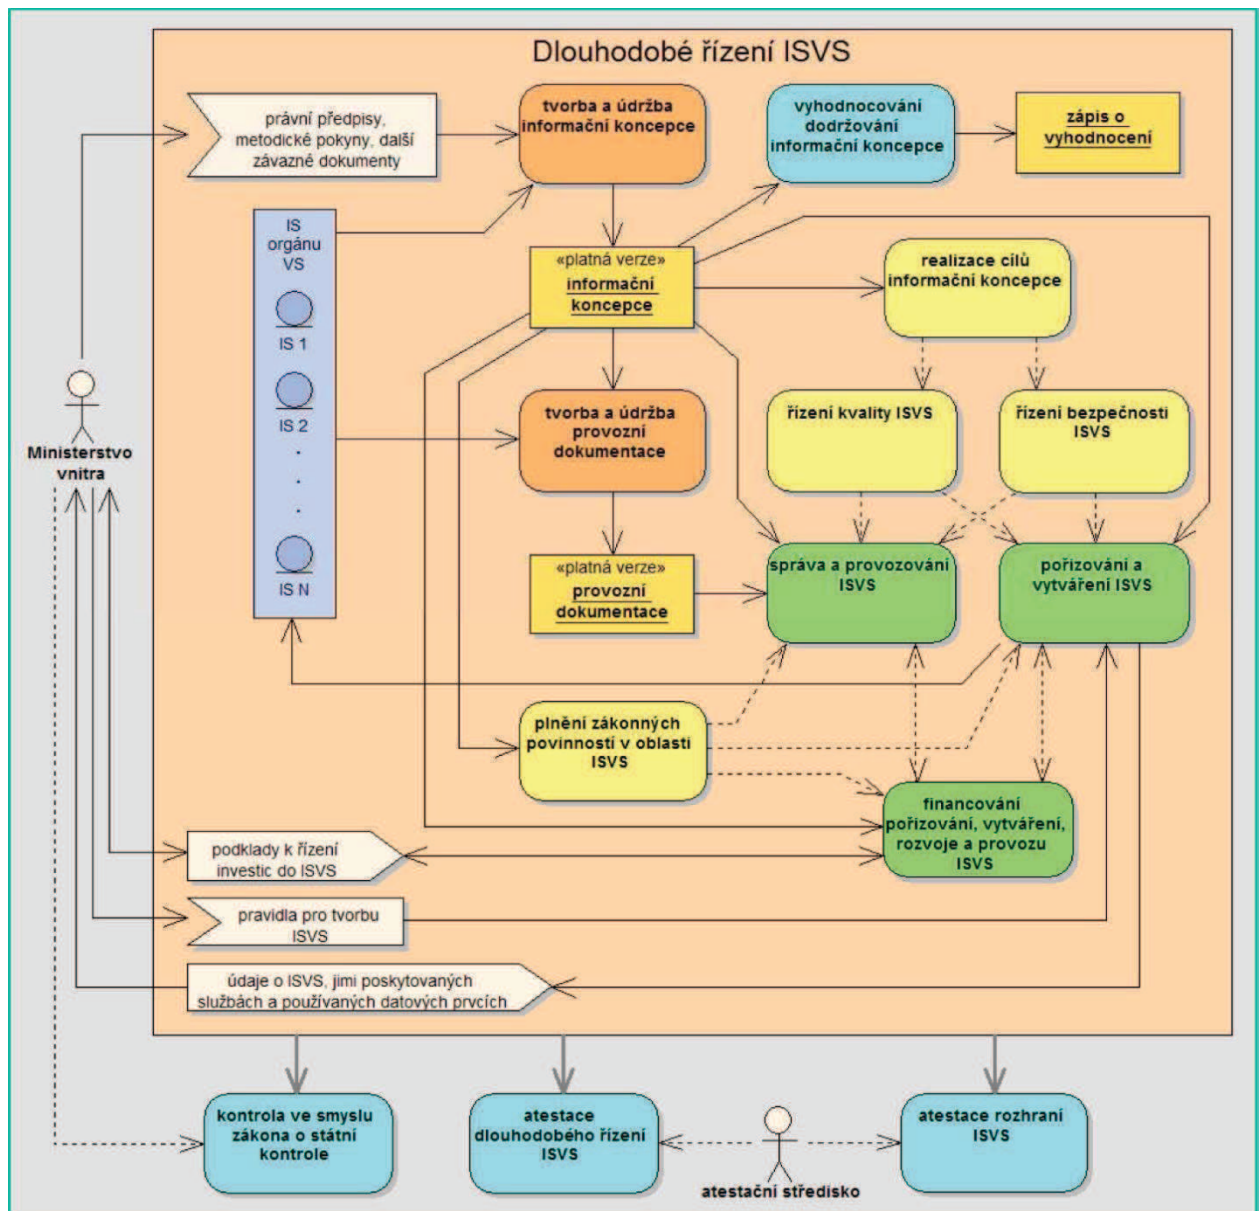 Dlouhodobé řízení ISVS
právní předpisy,
metodické pokyny, další
závazné dokumenty
tvorba a údržba
informační koncepce
vyhodnocování
dodržování
informační koncepce
zápis o
vyhodnocení
IS
orgánu
VS
IS 1
IS 2
.
.
.
IS N
«platná verze»
informační
koncepce
realizace cílů
informační koncepce
Ministerstvo
vnitra
tvorba a údržba
provozní
dokumentace
řízení kvality ISVS
řízení bezpečnosti
ISVS
«platná verze»
provozní
dokumentace
správa a provozování
ISVS
pořizování a
vytváření ISVS
plnění zákonných
povinností v oblasti
ISVS
financování
pořizování, vytváření,
rozvoje a provozu
ISVS
podklady k řízení
investic do ISVS
pravidla pro tvorbu
ISVS
údaje o ISVS, jimi poskytovaných
službách a používaných datových prvcích
kontrola ve smyslu
zákona o státní
kontrole
atestace
dlouhodobého řízení
ISVS
atestační středisko
atestace rozhraní
ISVS